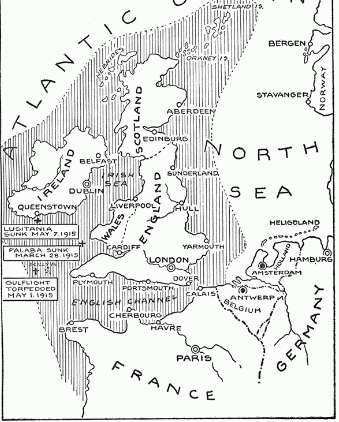 ATLANTIC O
N
SHETLAND IS.
BERGEN
ORKNEY IS.
HEBRIDES
NORWAY
STAVANGER
SCOTLAND
ABERDEEN
EDINBURG
NORTH
SEA
IRELAND
BELFAST
SUNDERLAND
IRISH
SEA
DUBLIN
QUEENSTOWN
LIVERPOOL
HULL
ENGLAND
WALES
HELIGOLAND
LUSITANIA
SUNK MAY 7, 1915
FALABA SUNK
MARCH 28, 1915
GULFLIGHT
TORPEDOED
MAY 1, 1915
CARDIFF
YARMOUTH
LONDON
HOLLAND
HAMBURG
AMSTERDAM
PLYMOUTH
PORTSMOUTH
DOVER
CALAIS
ANTWERP
BELGIUM
ENGLISH CHANNEL
CHERBOURG
BREST
HAVRE
PARIS
FRANCE
GERMANY